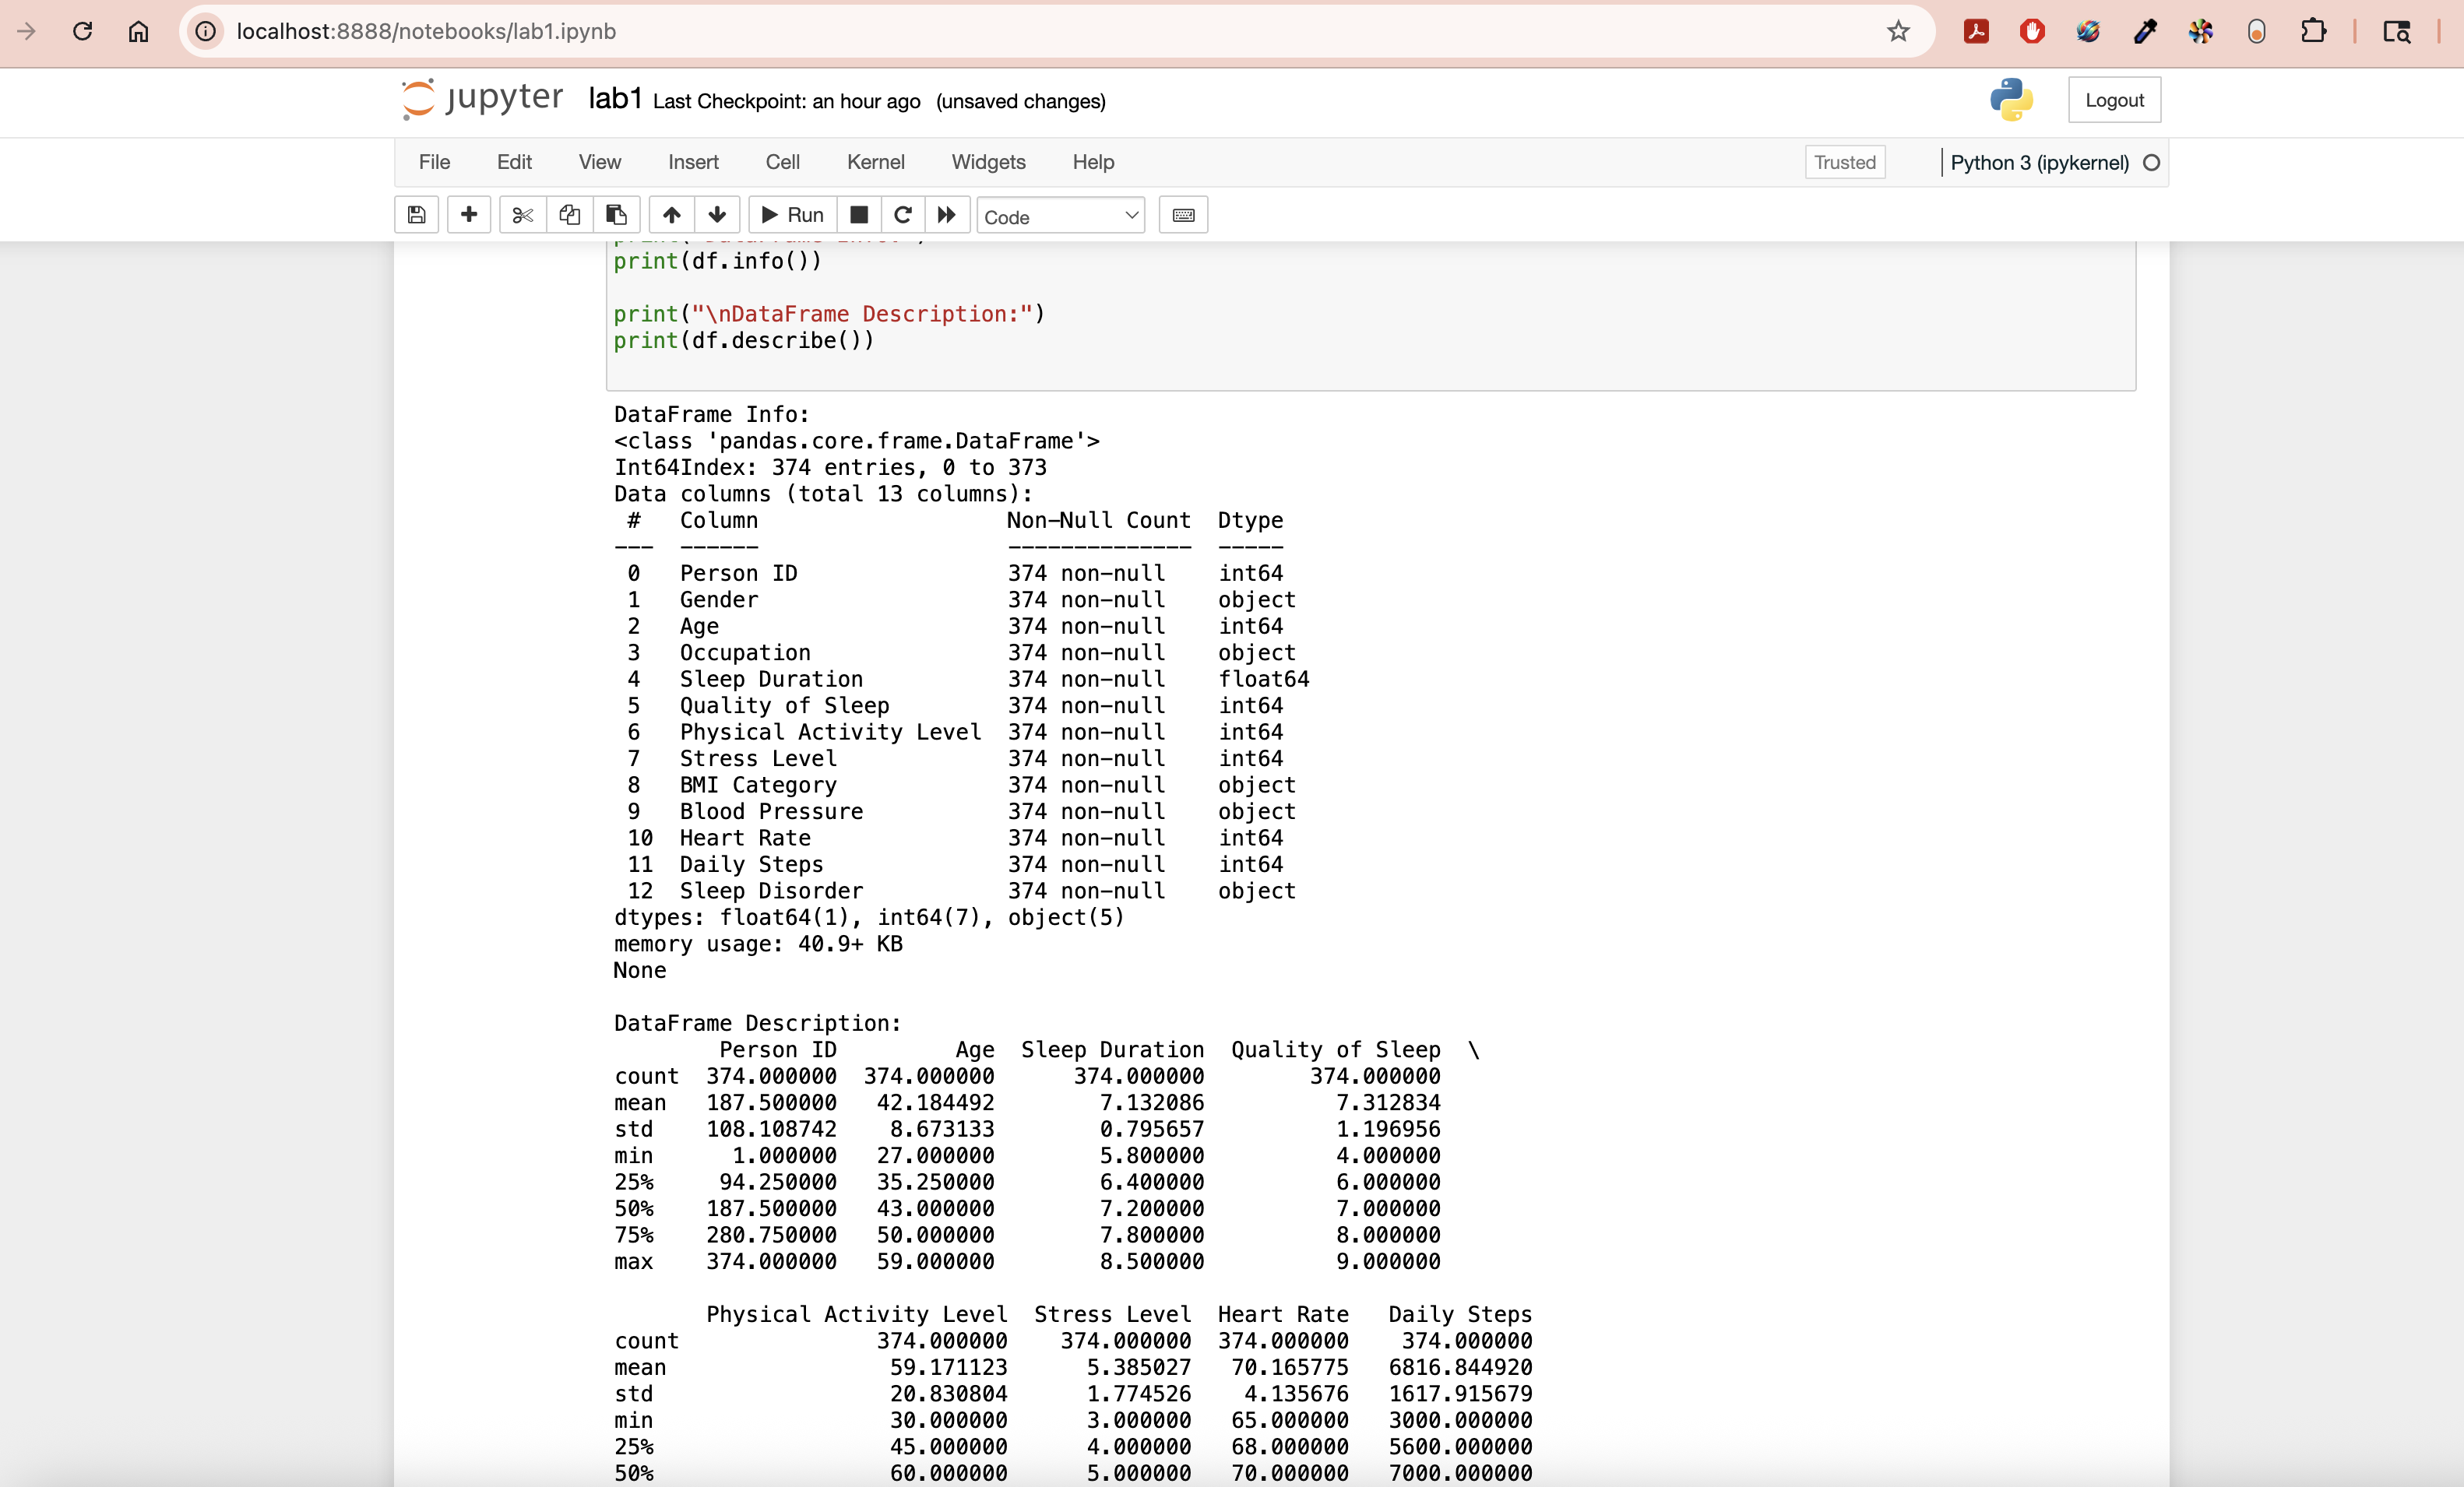 localhost:8888/notebooks/lab1.ipynb
jupyter lab1 Last Checkpoint: an hour ago (unsaved changes)
Logout
File Edit View Insert Cell Kernel Widgets Help
Trusted
Python 3 (ipykernel)
Run
Code
print(df.info())
print("\nDataFrame Description:")
print(df.describe())
DataFrame Info:
<class 'pandas.core.frame.DataFrame'>
Int64Index: 374 entries, 0 to 373
Data columns (total 13 columns):
 #   Column                   Non-Null Count  Dtype
---  ------                   --------------  -----
 0   Person ID                374 non-null    int64
 1   Gender                   374 non-null    object
 2   Age                      374 non-null    int64
 3   Occupation               374 non-null    object
 4   Sleep Duration           374 non-null    float64
 5   Quality of Sleep         374 non-null    int64
 6   Physical Activity Level  374 non-null    int64
 7   Stress Level             374 non-null    int64
 8   BMI Category             374 non-null    object
 9   Blood Pressure           374 non-null    object
 10  Heart Rate               374 non-null    int64
 11  Daily Steps              374 non-null    int64
 12  Sleep Disorder           374 non-null    object
dtypes: float64(1), int64(7), object(5)
memory usage: 40.9+ KB
None
DataFrame Description:
        Person ID         Age  Sleep Duration  Quality of Sleep  \
count  374.000000  374.000000      374.000000        374.000000
mean   187.500000   42.184492        7.132086          7.312834
std    108.108742    8.673133        0.795657          1.196956
min      1.000000   27.000000        5.800000          4.000000
25%     94.250000   35.250000        6.400000          6.000000
50%    187.500000   43.000000        7.200000          7.000000
75%    280.750000   50.000000        7.800000          8.000000
max    374.000000   59.000000        8.500000          9.000000
       Physical Activity Level  Stress Level  Heart Rate   Daily Steps
count               374.000000    374.000000  374.000000    374.000000
mean                 59.171123      5.385027   70.165775   6816.844920
std                  20.830804      1.774526    4.135676   1617.915679
min                  30.000000      3.000000   65.000000   3000.000000
25%                  45.000000      4.000000   68.000000   5600.000000
50%                  60.000000      5.000000   70.000000   7000.000000